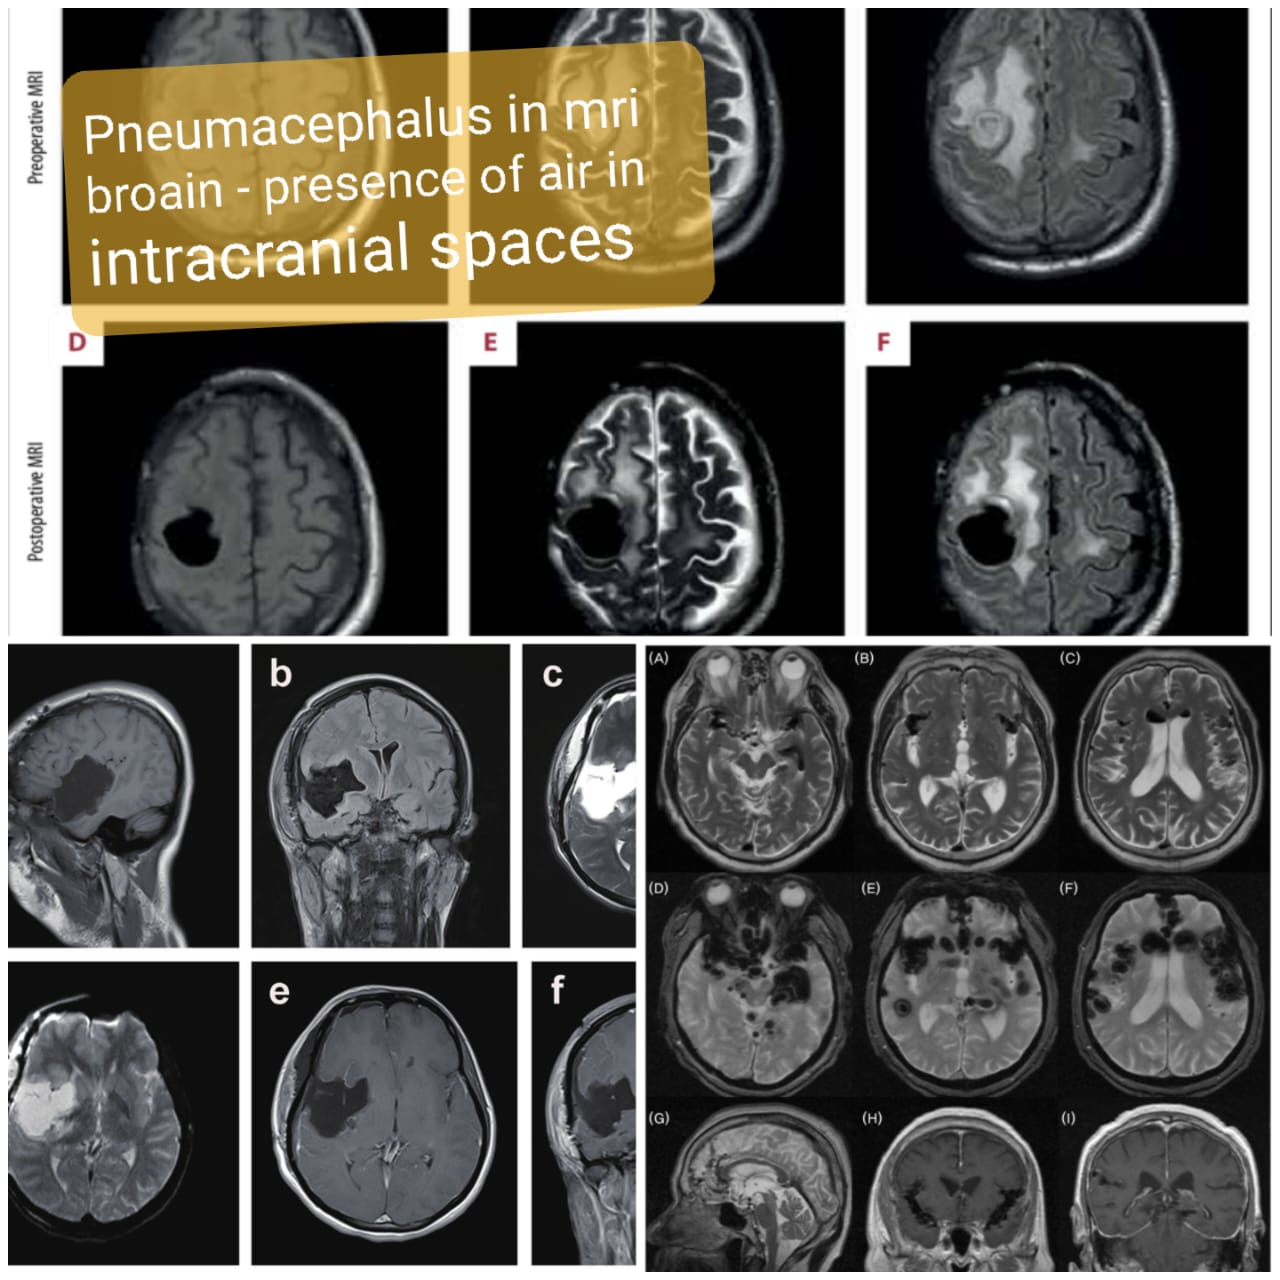 Preoperative MRI
Pneumacephalus in mri
broain - presence of air in
intracranial spaces
D
E
F
Postoperative MRI
b
c
e
f
(A)
(B)
(C)
(D)
(E)
(F)
(G)
(H)
(I)